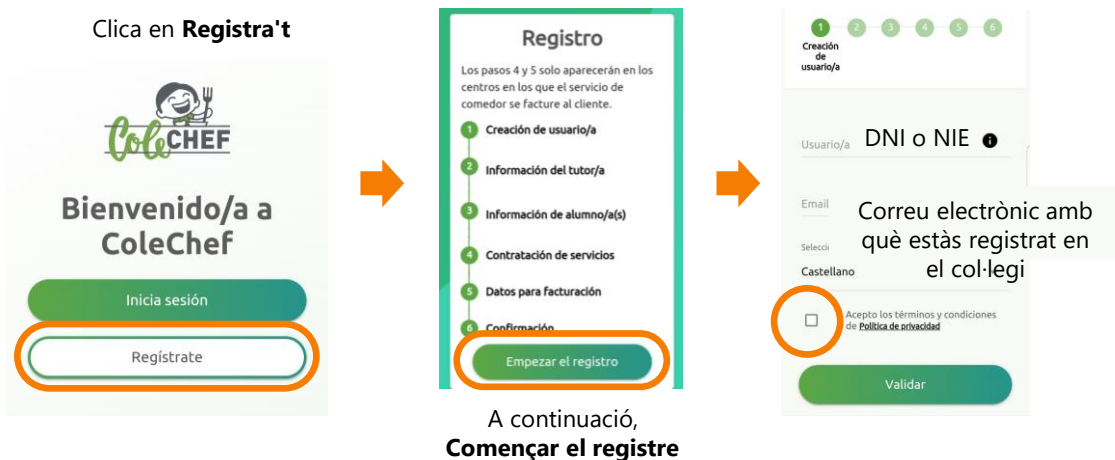 Clica en Registra't
ColeCHEF
Bienvenido/a a
ColeChef
Inicia sesión
Regístrate
Registro
Los pasos 4 y 5 solo aparecerán en los
centros en los que el servicio de
comedor se facture al cliente.
1 Creación de usuario/a
2 Información del tutor/a
3 Información de alumno/a(s)
4 Contratación de servicios
5 Datos para facturación
6 Confirmación
Empezar el registro
A continuació,
Començar el registre
1 2 3 4 5 6
Creación
de
usuario/a
Usuario/a DNI o NIE
Email
Correu electrònic amb
què estàs registrat en
el col·legi
Castellano
Acepto los términos y condiciones
de Política de privacidad
Validar